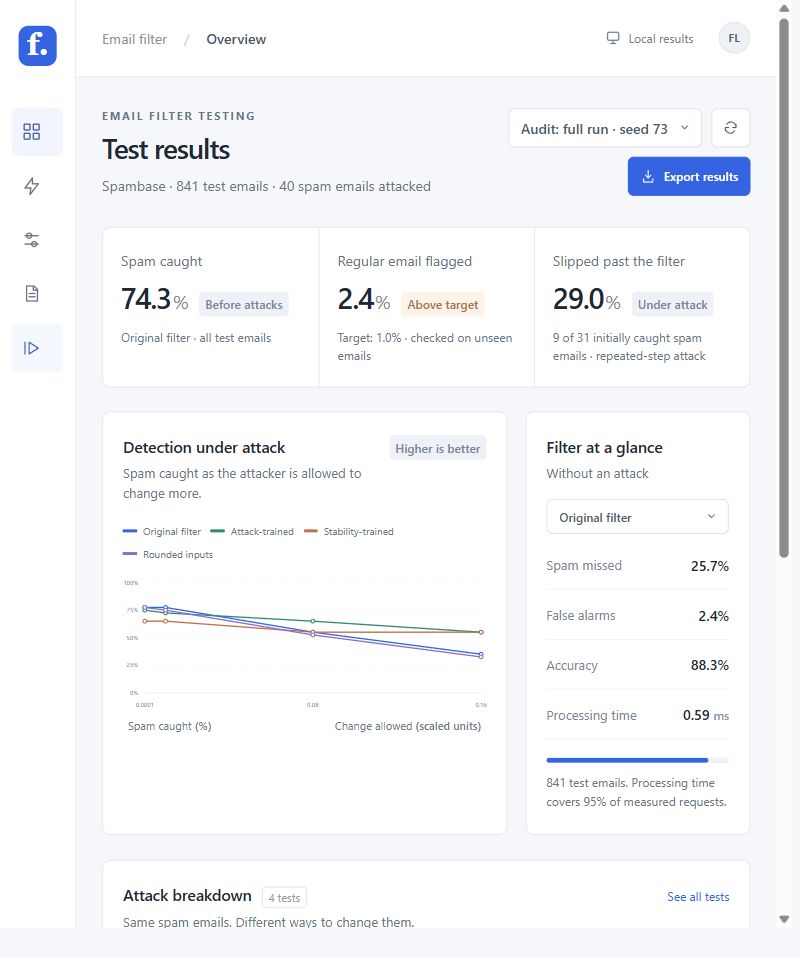 f.
Email filter / Overview
Local results
FL
EMAIL FILTER TESTING
Test results
Spambase · 841 test emails · 40 spam emails attacked
Audit: full run · seed 73
Export results
Spam caught
74.3%
Before attacks
Original filter · all test emails
Regular email flagged
2.4%
Above target
Target: 1.0% · checked on unseen
emails
Slipped past the filter
29.0%
Under attack
9 of 31 initially caught spam
emails · repeated-step attack
Detection under attack
Higher is better
Spam caught as the attacker is allowed to
change more.
Original filter
Attack-trained
Stability-trained
Rounded inputs
100%
75%
50%
25%
0%
0.0001
0.08
0.16
Spam caught (%)
Change allowed (scaled units)
Filter at a glance
Without an attack
Original filter
Spam missed 25.7%
False alarms 2.4%
Accuracy 88.3%
Processing time 0.59 ms
841 test emails. Processing time
covers 95% of measured requests.
Attack breakdown
4 tests
See all tests
Same spam emails. Different ways to change them.